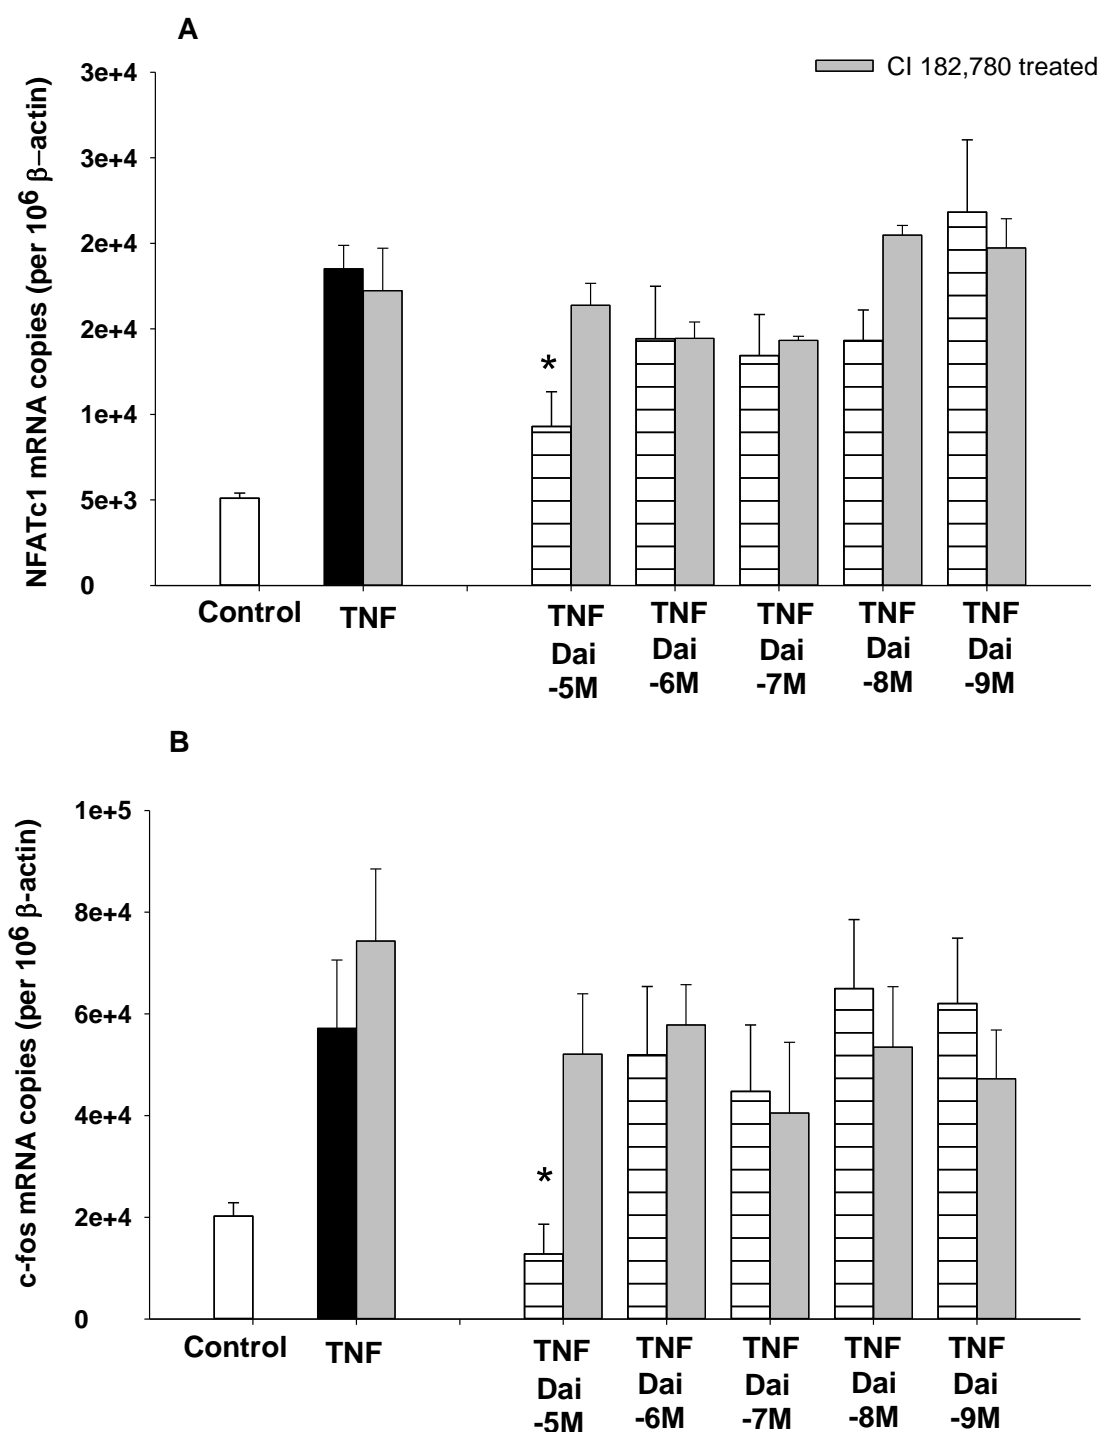 A
CI 182,780 treated
NFATc1 mRNA copies (per 10⁶ β–actin)
3e+4
3e+4
2e+4
2e+4
1e+4
5e+3
0
Control
TNF
TNF
Dai
-5M
TNF
Dai
-6M
TNF
Dai
-7M
TNF
Dai
-8M
TNF
Dai
-9M
*
B
c-fos mRNA copies (per 10⁶ β-actin)
1e+5
8e+4
6e+4
4e+4
2e+4
0
*
Control
TNF
TNF
Dai
-5M
TNF
Dai
-6M
TNF
Dai
-7M
TNF
Dai
-8M
TNF
Dai
-9M